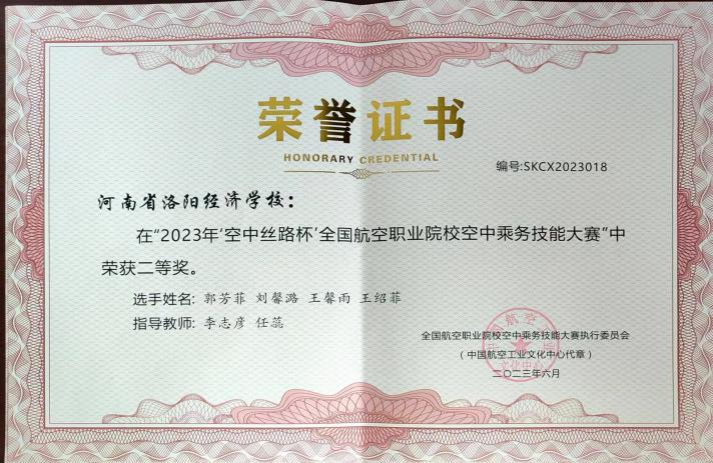 荣誉证书
HONORARY CREDENTIAL
编号:SKCX2023018
河南省洛阳经济学校：
在“2023年‘空中丝路杯’全国航空职业院校空中乘务技能大赛”中
荣获二等奖。
选手姓名: 郭芳菲 刘馨潞 王馨雨 王绍菲
指导教师: 李志彦 任蕊
全国航空职业院校空中乘务技能大赛执行委员会
（中国航空工业文化中心代章）
二〇二三年六月
文化中心